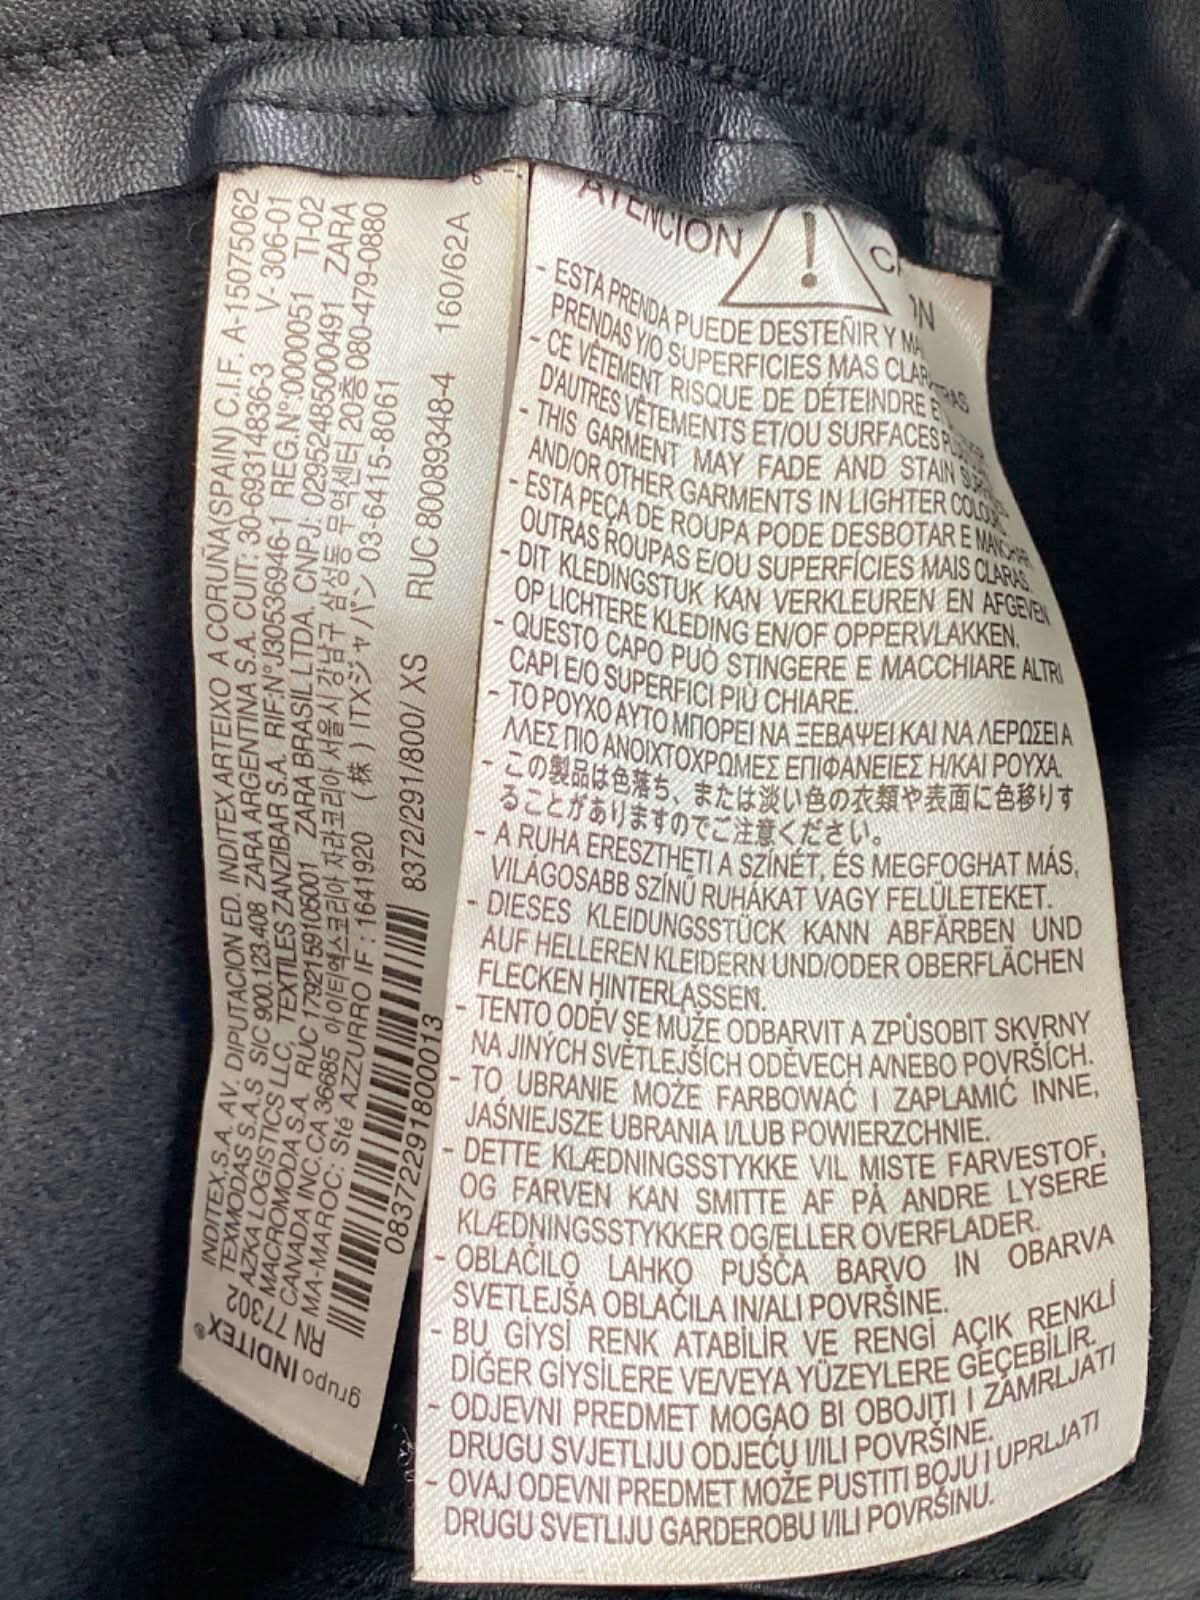 INDITEX,S.A. AV. DIPUTACION ED. INDITEX ARTEIXO A CORUÑA(SPAIN) C.I.F. A-15075062
TEXMODAS S.A.S SIC 900.123.408 ZARA ARGENTINA S.A. CUIT: 30-69314836-3 V-306-01
AZKA LOGISTICS LLC, TEXTILES ZANZIBAR S.A. RIF-N°J30536946-1 REG.Nº:0000051 TI-02
MACROMODA S.A. RUC 1792159105001 ZARA BRASIL LTDA. CNPJ: 02952485000491 ZARA
CANADA INC.CA 36685 아이티엑스코리아 자라코리아 서울시 강남구 삼성동 무역센터 20층 080-479-0880
MA-MAROC: Sté AZZURRO IF : 1641920 (株) ITXジャパン 03-6415-8061
8372/291/800/ XS RUC 80089348-4 160/62A
08372291800013
RN 77302
grupo INDITEX®
ATENCION
- ESTA PRENDA PUEDE DESTEÑIR Y
PRENDAS Y/O SUPERFICIES MAS
- CE VÊTEMENT RISQUE DE DÉTEINDRE
D'AUTRES VÊTEMENTS ET/OU SURFACES
- THIS GARMENT MAY FADE AND STAIN
AND/OR OTHER GARMENTS IN LIGHTER
- ESTA PEÇA DE ROUPA PODE DESBOTAR E MANCHAR
OUTRAS ROUPAS E/OU SUPERFÍCIES MAIS CLARAS.
- DIT KLEDINGSTUK KAN VERKLEUREN EN AFGEVEN
OP LICHTERE KLEDING EN/OF OPPERVLAKKEN.
- QUESTO CAPO PUÒ STINGERE E MACCHIARE ALTRI
CAPI E/O SUPERFICI PIÙ CHIARE.
- ΤΟ ΡΟΥΧΟ ΑΥΤΟ ΜΠΟΡΕΙ ΝΑ ΞΕΒΑΨΕΙ ΚΑΙ ΝΑ ΛΕΡΩΣΕΙ Α
ΛΛΕΣ ΠΙΟ ΑΝΟΙΧΤΟΧΡΩΜΕΣ ΕΠΙΦΑΝΕΙΕΣ Η/ΚΑΙ ΡΟΥΧΑ.
- この製品は色落ち、または淡い色の衣類や表面に色移りす
ることがありますのでご注意ください。
- A RUHA ERESZTHETI A SZÍNÉT, ÉS MEGFOGHAT MÁS,
VILÁGOSABB SZÍNŰ RUHÁKAT VAGY FELÜLETEKET.
- DIESES KLEIDUNGSSTÜCK KANN ABFÄRBEN UND
AUF HELLEREN KLEIDERN UND/ODER OBERFLÄCHEN
FLECKEN HINTERLASSEN.
- TENTO ODĚV SE MŮŽE ODBARVIT A ZPŮSOBIT SKVRNY
NA JINÝCH SVĚTLEJŠÍCH ODĚVECH A/NEBO POVRŠÍCH.
- TO UBRANIE MOŻE FARBOWAĆ I ZAPLAMIĆ INNE,
JAŚNIEJSZE UBRANIA I/LUB POWIERZCHNIE.
- DETTE KLÆDNINGSSTYKKE VIL MISTE FARVESTOF,
OG FARVEN KAN SMITTE AF PÅ ANDRE LYSERE
KLÆDNINGSSTYKKER OG/ELLER OVERFLADER.
- OBLAČILO LAHKO PUŠČA BARVO IN OBARVA
SVETLEJŠA OBLAČILA IN/ALI POVRŠINE.
- BU GİYSİ RENK ATABİLİR VE RENGİ AÇIK RENKLİ
DİĞER GİYSİLERE VE/VEYA YÜZEYLERE GEÇEBİLİR.
- ODJEVNI PREDMET MOGAO BI OBOJITI I ZAMRLJATI
DRUGU SVJETLIJU ODJEĆU I/ILI POVRŠINE.
- OVAJ ODEVNI PREDMET MOŽE PUSTITI BOJU I UPRLJATI
DRUGU SVETLIJU GARDEROBU I/ILI POVRŠINU.